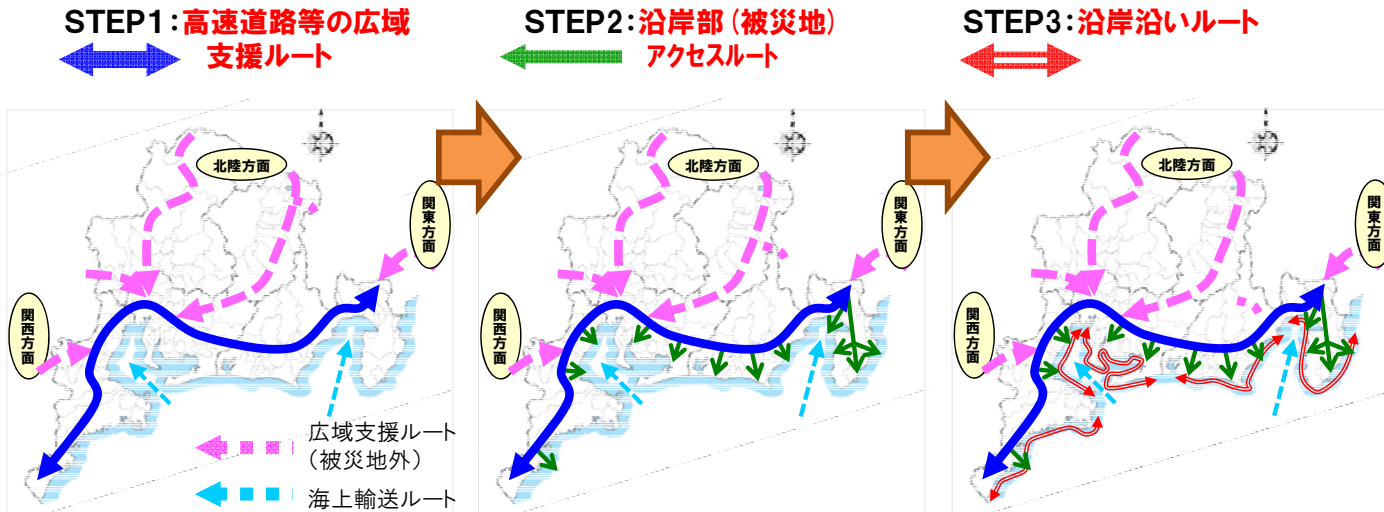 STEP1:高速道路等の広域
支援ルート
STEP2:沿岸部(被災地)
アクセスルート
STEP3:沿岸沿いルート
北陸方面
関東方面
関西方面
広域支援ルート
(被災地外)
海上輸送ルート
北陸方面
関東方面
関西方面
北陸方面
関東方面
関西方面